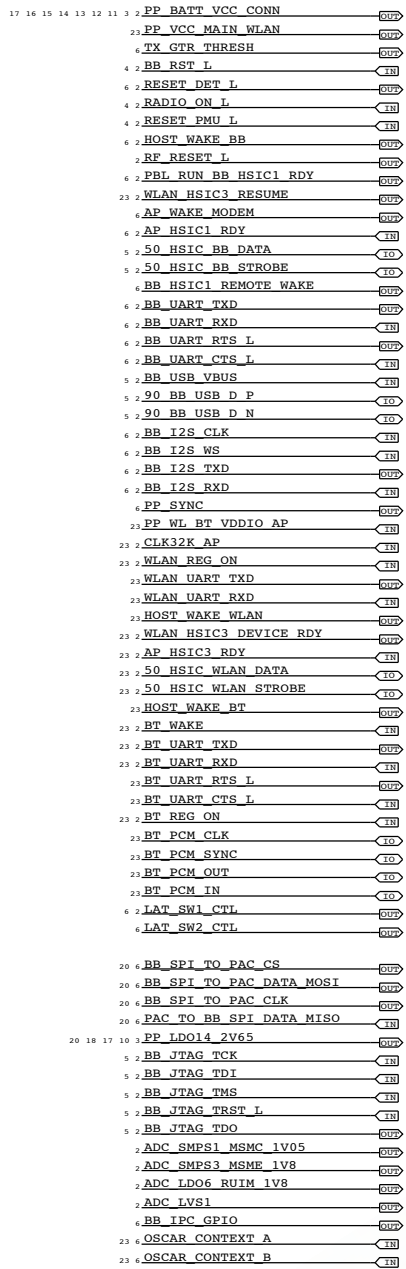 17 16 15 14 13 12 11 3 2 PP_BATT_VCC_CONN OUT
23 PP_VCC_MAIN_WLAN OUT
6 TX_GTR_THRESH OUT
4 2 BB_RST_L IN
6 2 RESET_DET_L OUT
4 2 RADIO_ON_L IN
4 2 RESET_PMU_L IN
6 2 HOST_WAKE_BB OUT
2 RF_RESET_L OUT
6 2 PBL_RUN_BB_HSIC1_RDY OUT
23 2 WLAN_HSIC3_RESUME OUT
6 AP_WAKE_MODEM OUT
6 2 AP_HSIC1_RDY IN
5 2 50_HSIC_BB_DATA IO
5 2 50_HSIC_BB_STROBE IO
6 BB_HSIC1_REMOTE_WAKE OUT
6 2 BB_UART_TXD OUT
6 2 BB_UART_RXD IN
6 2 BB_UART_RTS_L OUT
6 2 BB_UART_CTS_L IN
5 2 BB_USB_VBUS IN
5 2 90_BB_USB_D_P IO
5 2 90_BB_USB_D_N IO
6 2 BB_I2S_CLK IN
6 2 BB_I2S_WS IN
6 2 BB_I2S_TXD OUT
6 2 BB_I2S_RXD IN
6 PP_SYNC OUT
23 PP_WL_BT_VDDIO_AP IN
23 2 CLK32K_AP IN
23 2 WLAN_REG_ON IN
23 WLAN_UART_TXD OUT
23 WLAN_UART_RXD IN
23 HOST_WAKE_WLAN OUT
23 2 WLAN_HSIC3_DEVICE_RDY OUT
23 2 AP_HSIC3_RDY IN
23 2 50_HSIC_WLAN_DATA IO
23 2 50_HSIC_WLAN_STROBE IO
23 HOST_WAKE_BT OUT
23 2 BT_WAKE IN
23 2 BT_UART_TXD OUT
23 2 BT_UART_RXD IN
23 BT_UART_RTS_L OUT
23 BT_UART_CTS_L IN
23 2 BT_REG_ON IN
23 BT_PCM_CLK IO
23 BT_PCM_SYNC IO
23 BT_PCM_OUT IO
23 BT_PCM_IN IO
6 2 LAT_SW1_CTL OUT
6 LAT_SW2_CTL OUT
20 6 BB_SPI_TO_PAC_CS OUT
20 6 BB_SPI_TO_PAC_DATA_MOSI OUT
20 6 BB_SPI_TO_PAC_CLK OUT
20 6 PAC_TO_BB_SPI_DATA_MISO IN
20 18 17 10 3 PP_LDO14_2V65 OUT
5 2 BB_JTAG_TCK IN
5 2 BB_JTAG_TDI IN
5 2 BB_JTAG_TMS IN
5 2 BB_JTAG_TRST_L IN
5 2 BB_JTAG_TDO OUT
2 ADC_SMPS1_MSMC_1V05 OUT
2 ADC_SMPS3_MSME_1V8 OUT
2 ADC_LDO6_RUIM_1V8 OUT
2 ADC_LVS1 OUT
6 BB_IPC_GPIO OUT
23 6 OSCAR_CONTEXT_A IN
23 6 OSCAR_CONTEXT_B IN